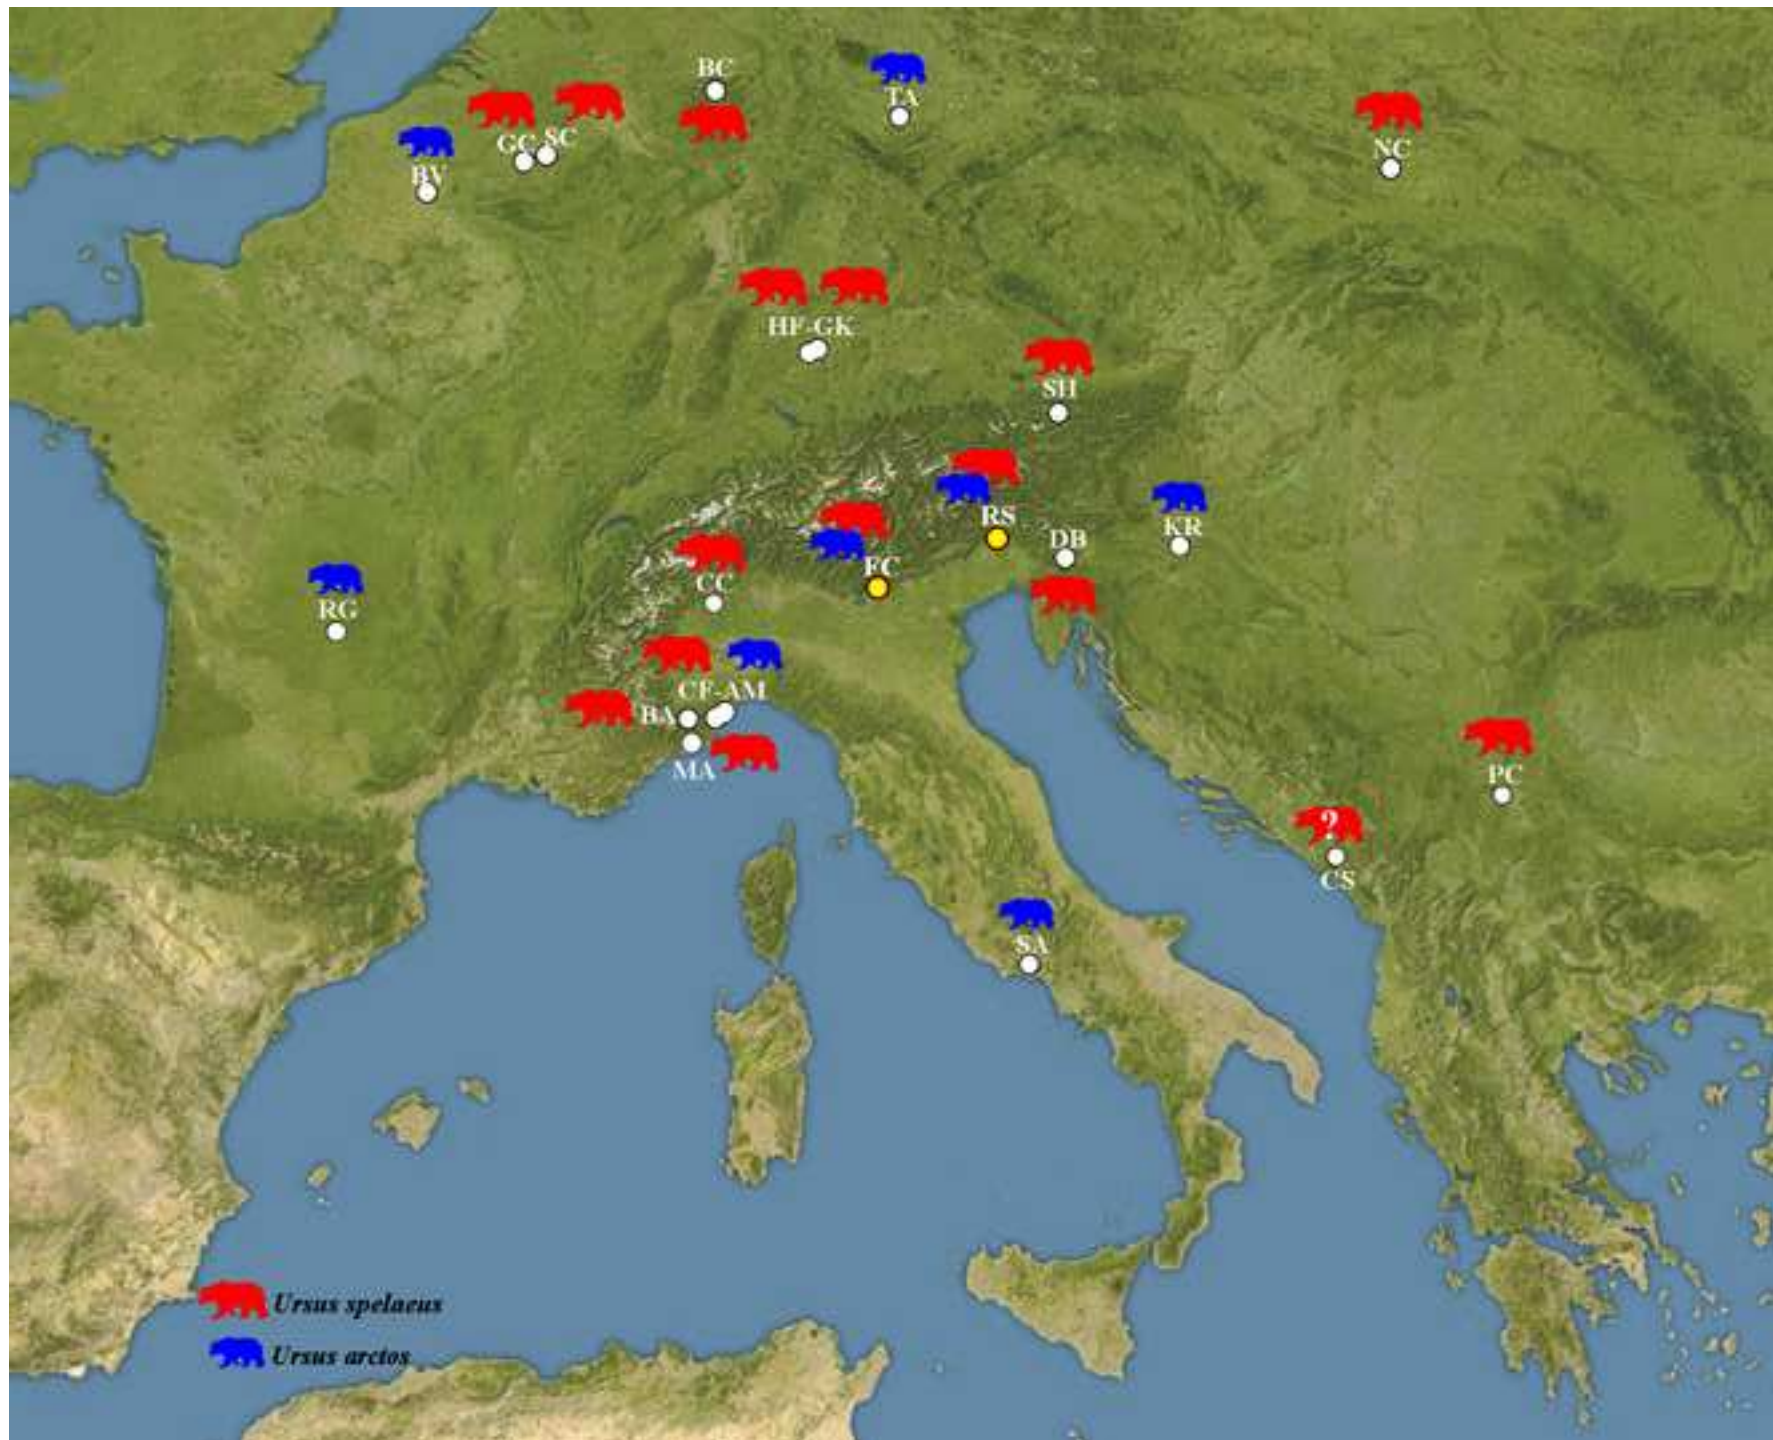 BC
TA
GC SC
NC
BV
HF-GK
SH
RS
KR
DB
FC
CC
RG
CF-AM
BA
MA
PC
?
CS
SA
Ursus spelaeus
Ursus arctos